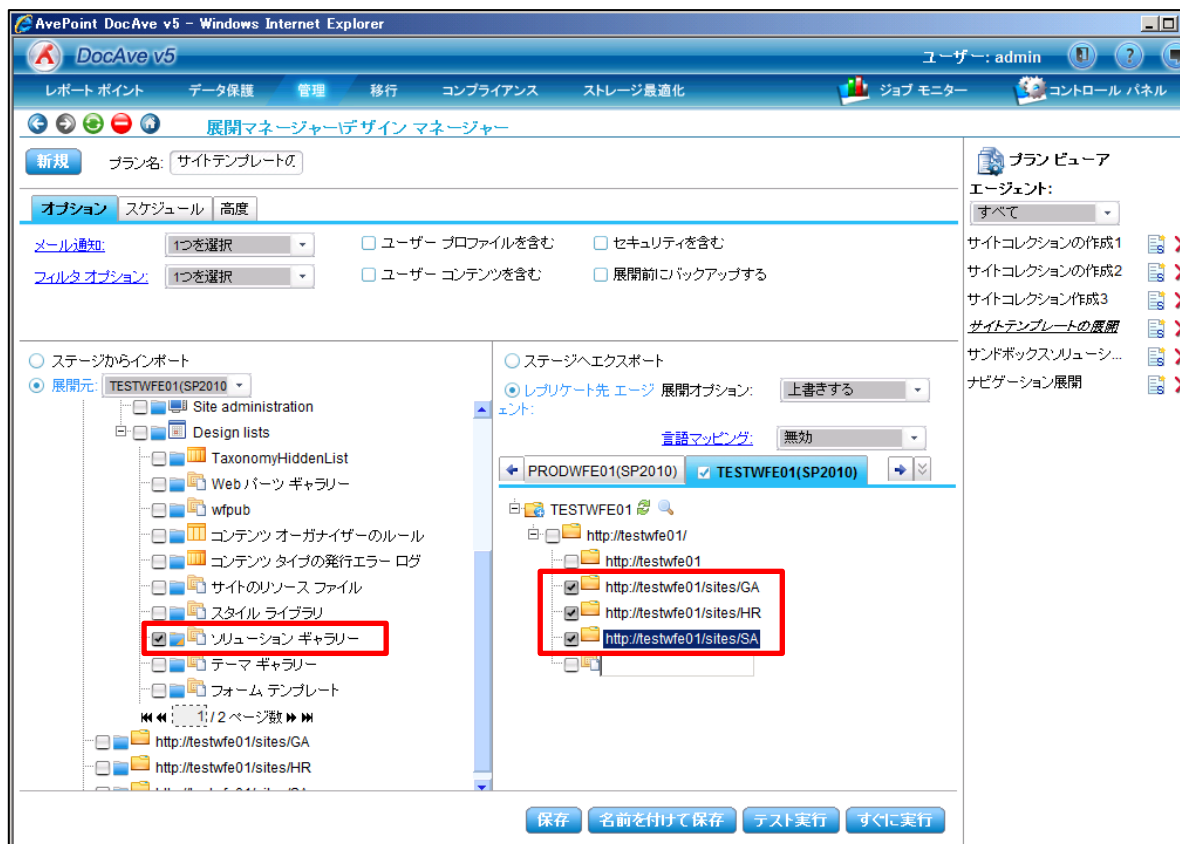 AvePoint DocAve v5 - Windows Internet Explorer
DocAve v5
ユーザー: admin
レポート ポイント データ保護 管理 移行 コンプライアンス ストレージ最適化 ジョブ モニター コントロール パネル
展開マネージャー\デザイン マネージャー
新規 プラン名: サイトテンプレートの
オプション スケジュール 高度
メール通知: 1つを選択 ユーザー プロファイルを含む セキュリティを含む
フィルタ オプション: 1つを選択 ユーザー コンテンツを含む 展開前にバックアップする
ステージからインポート
展開元: TESTWFE01(SP2010
Site administration
Design lists
TaxonomyHiddenList
Web パーツ ギャラリー
wfpub
コンテンツ オーガナイザーのルール
コンテンツ タイプの発行エラー ログ
サイトのリソース ファイル
スタイル ライブラリ
ソリューション ギャラリー
テーマ ギャラリー
フォーム テンプレート
1 / 2 ページ数
http://testwfe01/sites/GA
http://testwfe01/sites/HR
ステージへエクスポート
レプリケート先 エージェント: 展開オプション: 上書きする
言語マッピング: 無効
PRODWFE01(SP2010) TESTWFE01(SP2010)
TESTWFE01
http://testwfe01/
http://testwfe01
http://testwfe01/sites/GA
http://testwfe01/sites/HR
http://testwfe01/sites/SA
保存 名前を付けて保存 テスト実行 すぐに実行
プラン ビューア
エージェント:
すべて
サイトコレクションの作成1
サイトコレクションの作成2
サイトコレクション作成3
サイトテンプレートの展開
サンドボックスソリューシ...
ナビゲーション展開